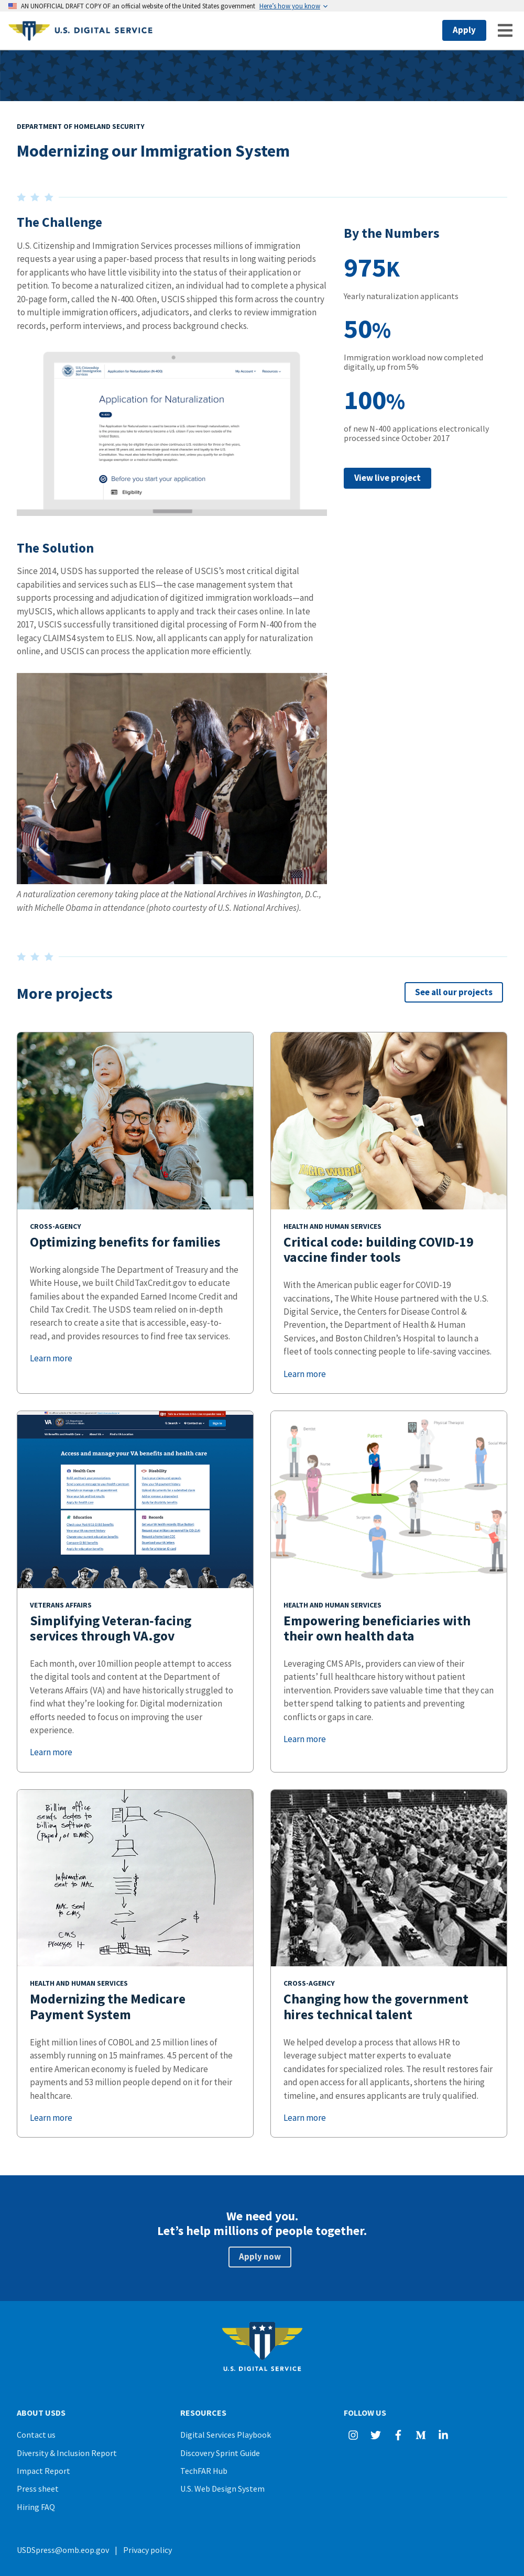 AN UNOFFICIAL DRAFT COPY OF an official website of the United States government Here's how you know
U.S. DIGITAL SERVICE
Apply
DEPARTMENT OF HOMELAND SECURITY
Modernizing our Immigration System
The Challenge
U.S. Citizenship and Immigration Services processes millions of immigration
requests a year using a paper-based process that results in long waiting periods
for applicants who have little visibility into the status of their application or
petition. To become a naturalized citizen, an individual had to complete a physical
20-page form, called the N-400. Often, USCIS shipped this form across the country
to multiple immigration officers, adjudicators, and clerks to review immigration
records, perform interviews, and process background checks.
Application for Naturalization (N-400)
My Account
Resources
Application for Naturalization
N-400
Before you start your application
Eligibility
By the Numbers
975K
Yearly naturalization applicants
50%
Immigration workload now completed
digitally, up from 5%
100%
of new N-400 applications electronically
processed since October 2017
View live project
The Solution
Since 2014, USDS has supported the release of USCIS's most critical digital
capabilities and services such as ELIS—the case management system that
supports processing and adjudication of digitized immigration workloads—and
myUSCIS, which allows applicants to apply and track their cases online. In late
2017, USCIS successfully transitioned digital processing of Form N-400 from the
legacy CLAIMS4 system to ELIS. Now, all applicants can apply for naturalization
online, and USCIS can process the application more efficiently.
A naturalization ceremony taking place at the National Archives in Washington, D.C.,
with Michelle Obama in attendance (photo courtesty of U.S. National Archives).
More projects
See all our projects
CROSS-AGENCY
Optimizing benefits for families
Working alongside The Department of Treasury and the
White House, we built ChildTaxCredit.gov to educate
families about the expanded Earned Income Credit and
Child Tax Credit. The USDS team relied on in-depth
research to create a site that is accessible, easy-to-
read, and provides resources to find free tax services.
Learn more
HEALTH AND HUMAN SERVICES
Critical code: building COVID-19
vaccine finder tools
With the American public eager for COVID-19
vaccinations, The White House partnered with the U.S.
Digital Service, the Centers for Disease Control &
Prevention, the Department of Health & Human
Services, and Boston Children's Hospital to launch a
fleet of tools connecting people to life-saving vaccines.
Learn more
VA
Access and manage your VA benefits and health care
Health Care
Disability
Education
Records
VETERANS AFFAIRS
Simplifying Veteran-facing
services through VA.gov
Each month, over 10 million people attempt to access
the digital tools and content at the Department of
Veterans Affairs (VA) and have historically struggled to
find what they're looking for. Digital modernization
efforts needed to focus on improving the user
experience.
Learn more
Physical Therapist
Patient
Primary Doctor
Surgeon
HEALTH AND HUMAN SERVICES
Empowering beneficiaries with
their own health data
Leveraging CMS APIs, providers can view of their
patients' full healthcare history without patient
intervention. Providers save valuable time that they can
better spend talking to patients and preventing
conflicts or gaps in care.
Learn more
Billing office
sends codes to
billing software
(Paper, or EMR)
Information
sent to MAC
MAC send
to CMS
CMS
Processes it
HEALTH AND HUMAN SERVICES
Modernizing the Medicare
Payment System
Eight million lines of COBOL and 2.5 million lines of
assembly running on 15 mainframes. 4.5 percent of the
entire American economy is fueled by Medicare
payments and 53 million people depend on it for their
healthcare.
Learn more
CROSS-AGENCY
Changing how the government
hires technical talent
We helped develop a process that allows HR to
leverage subject matter experts to evaluate
candidates for specialized roles. The result restores fair
and open access for all applicants, shortens the hiring
timeline, and ensures applicants are truly qualified.
Learn more
We need you.
Let's help millions of people together.
Apply now
U.S. DIGITAL SERVICE
ABOUT USDS
Contact us
Diversity & Inclusion Report
Impact Report
Press sheet
Hiring FAQ
RESOURCES
Digital Services Playbook
Discovery Sprint Guide
TechFAR Hub
U.S. Web Design System
FOLLOW US
USDSpress@omb.eop.gov | Privacy policy